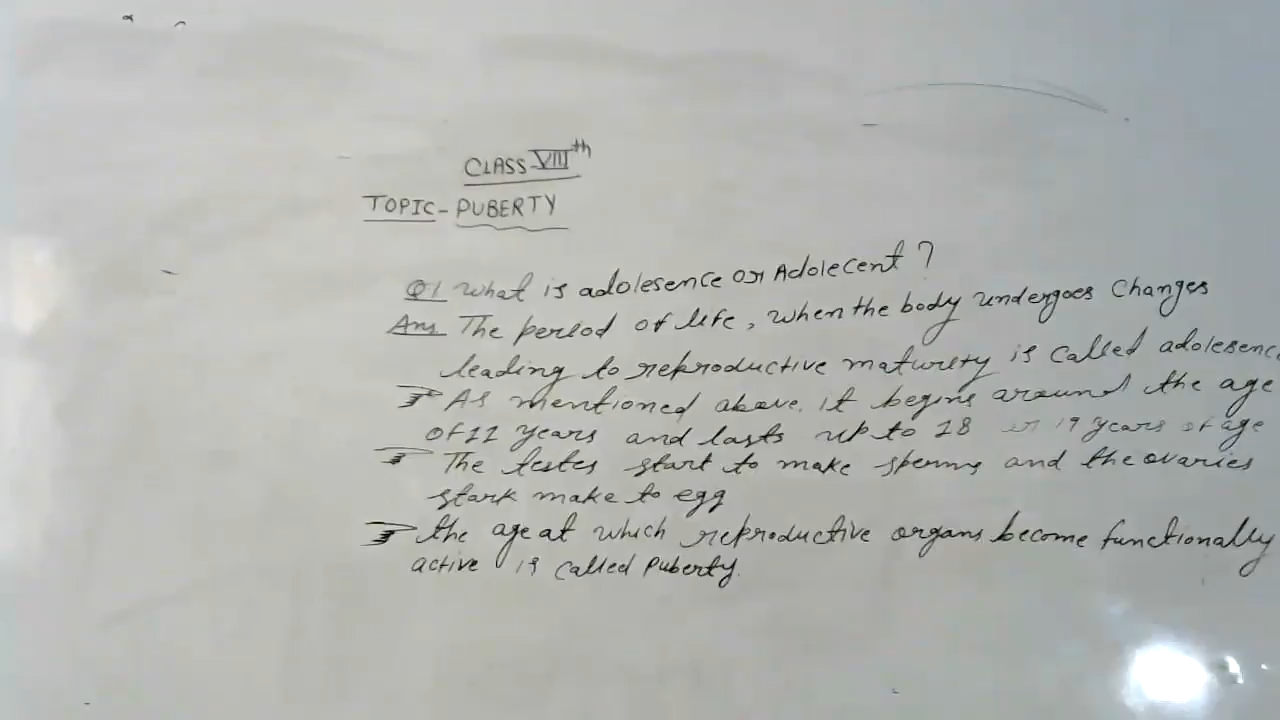 CLASS-VIIIth
TOPIC-PUBERTY
Q1 What is adolesence or Adolecent?
Ans The period of life, when the body undergoes Changes
leading to reproductive maturity is called adolesence
As mentioned above, it begins around the age
of 11 years and lasts up to 18 or 19 years of age
The testes start to make sperms and the ovaries
stark make to egg
the age at which reproductive organs become functionally
active is called Puberty.